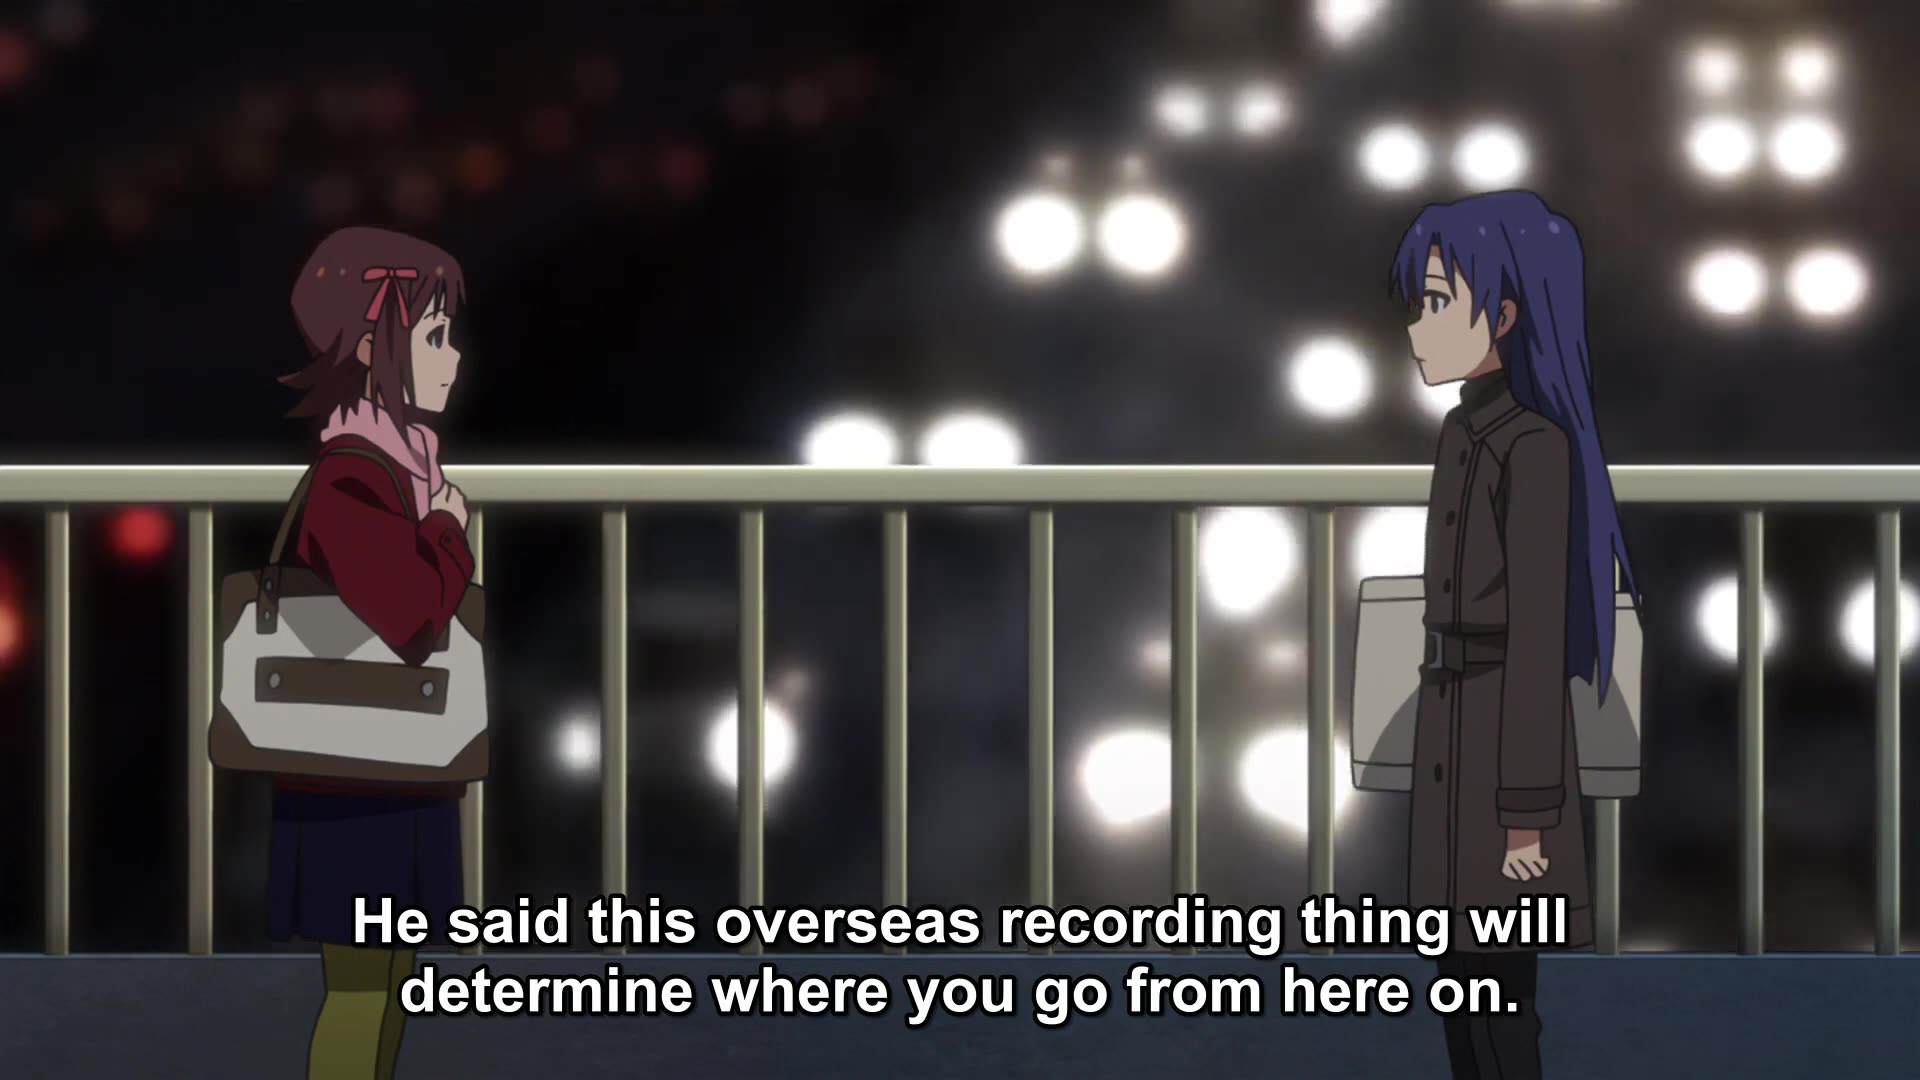 He said this overseas recording thing will
determine where you go from here on.